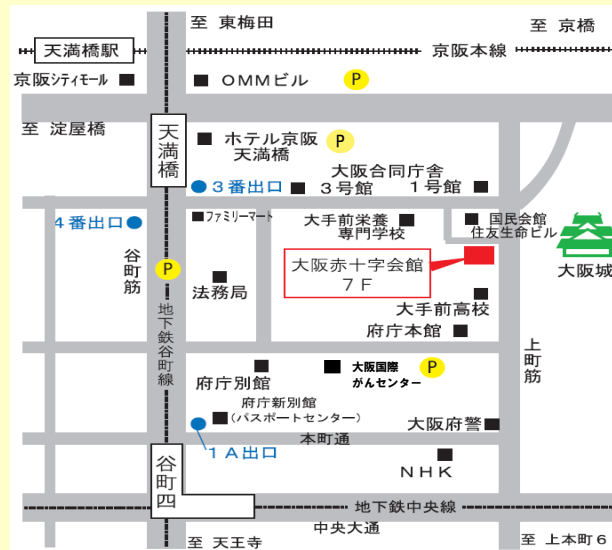 至 東梅田
至 京橋
天満橋駅
京阪本線
京阪シティモール
OMMビル
P
至 淀屋橋
天満橋
ホテル京阪
天満橋
P
大阪合同庁舎
3番出口
3号館
1号館
4番出口
ファミリーマート
大手前栄養
専門学校
国民会館
住友生命ビル
大阪城
谷町筋
P
法務局
大阪赤十字会館
7F
大手前高校
府庁本館
地下鉄谷町線
上町筋
府庁別館
大阪国際
がんセンター
P
府庁新別館
(パスポートセンター)
本町通
大阪府警
1A出口
谷町四
NHK
地下鉄中央線
中央大通
至 天王寺
至 上本町6